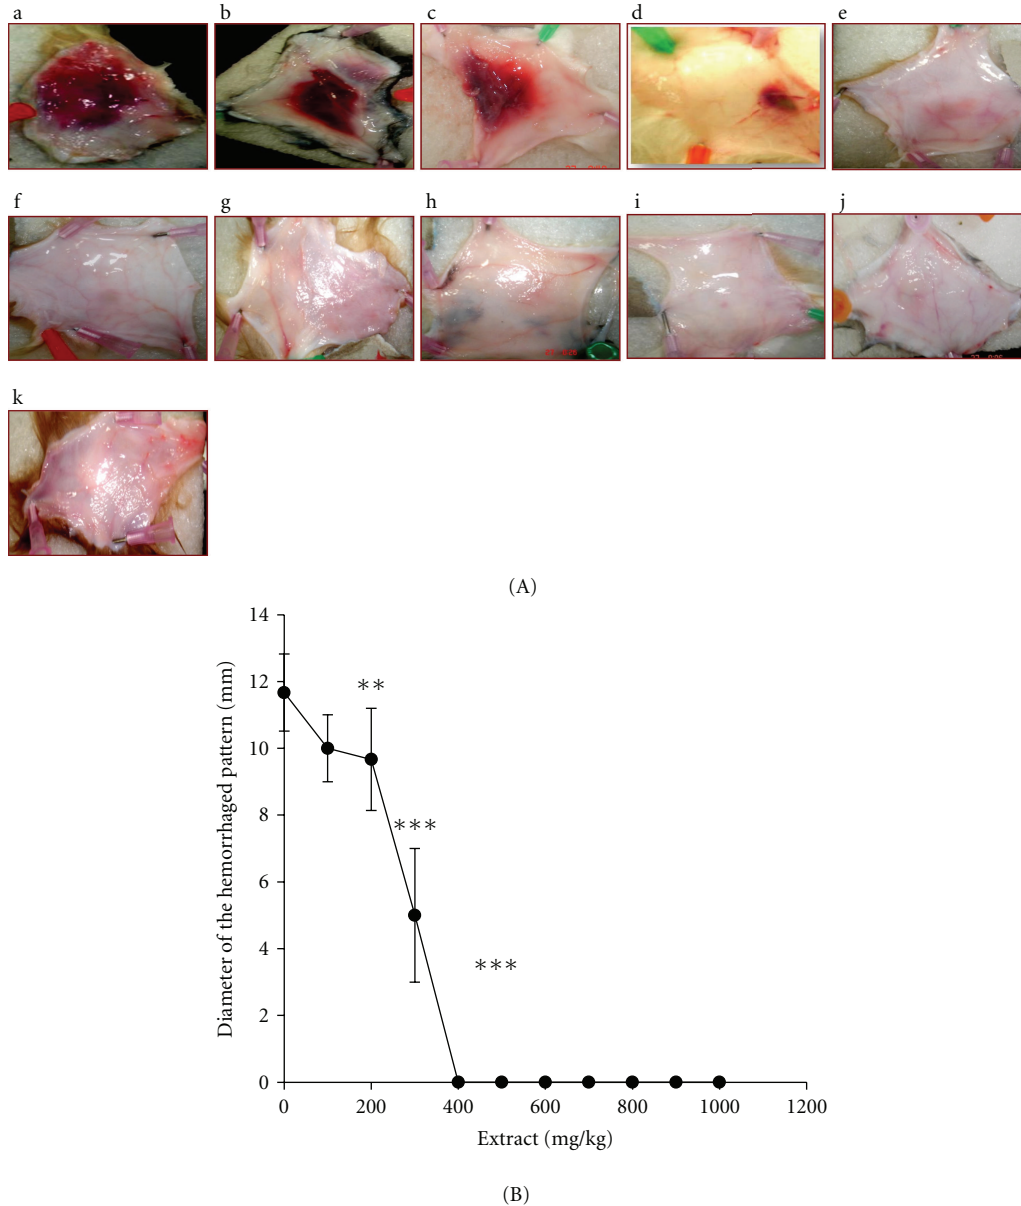 a b c d e
f g h i j
k
(A)
14
12
10
8
6
4
2
0
Diameter of the hemorrhaged pattern (mm)
**
***
***
0 200 400 600 800 1000 1200
Extract (mg/kg)
(B)